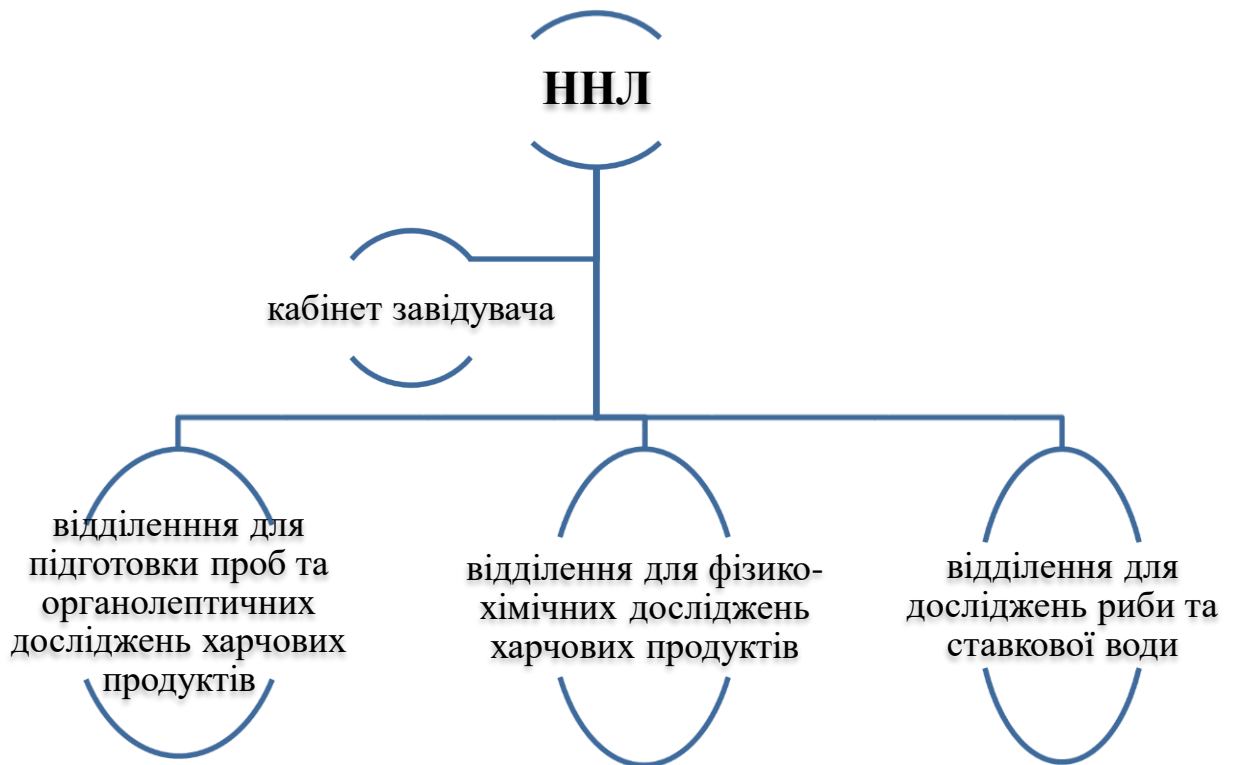 ННЛ
кабінет завідувача
відділенння для
підготовки проб та
органолептичних
досліджень харчових
продуктів
відділення для фізико-
хімічних досліджень
харчових продуктів
відділення для
досліджень риби та
ставкової води